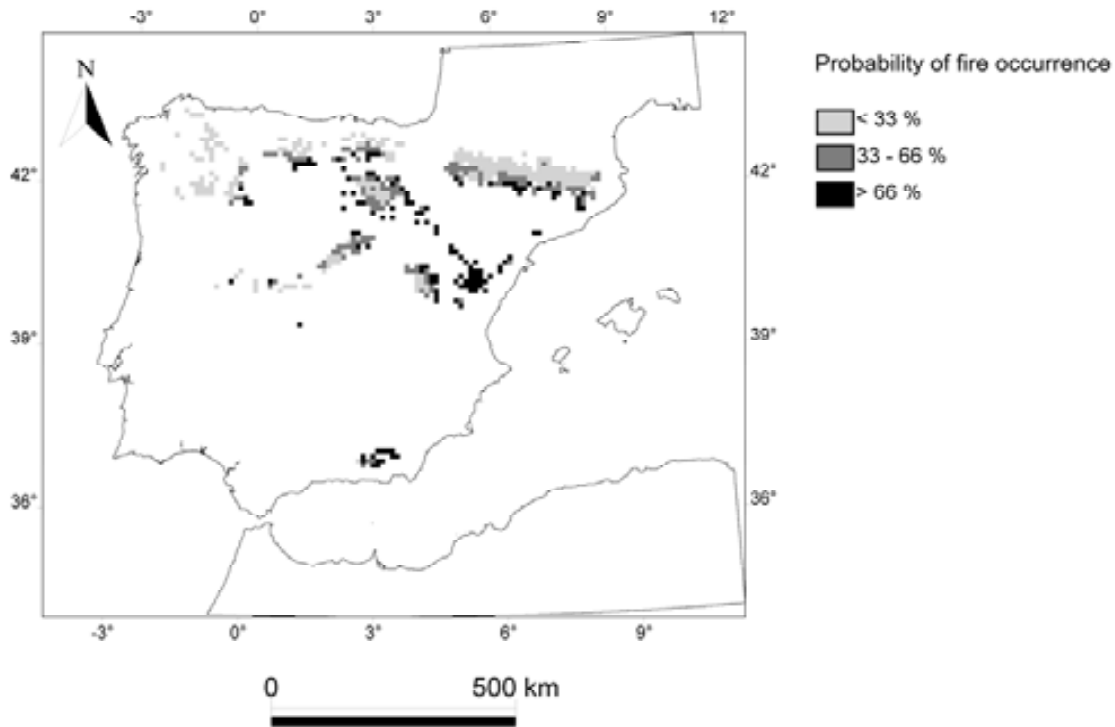 -3° 0° 3° 6° 9° 12°
N
Probability of fire occurrence
< 33 %
33 - 66 %
> 66 %
42° 42°
39° 39°
36° 36°
-3° 0° 3° 6° 9°
0 500 km